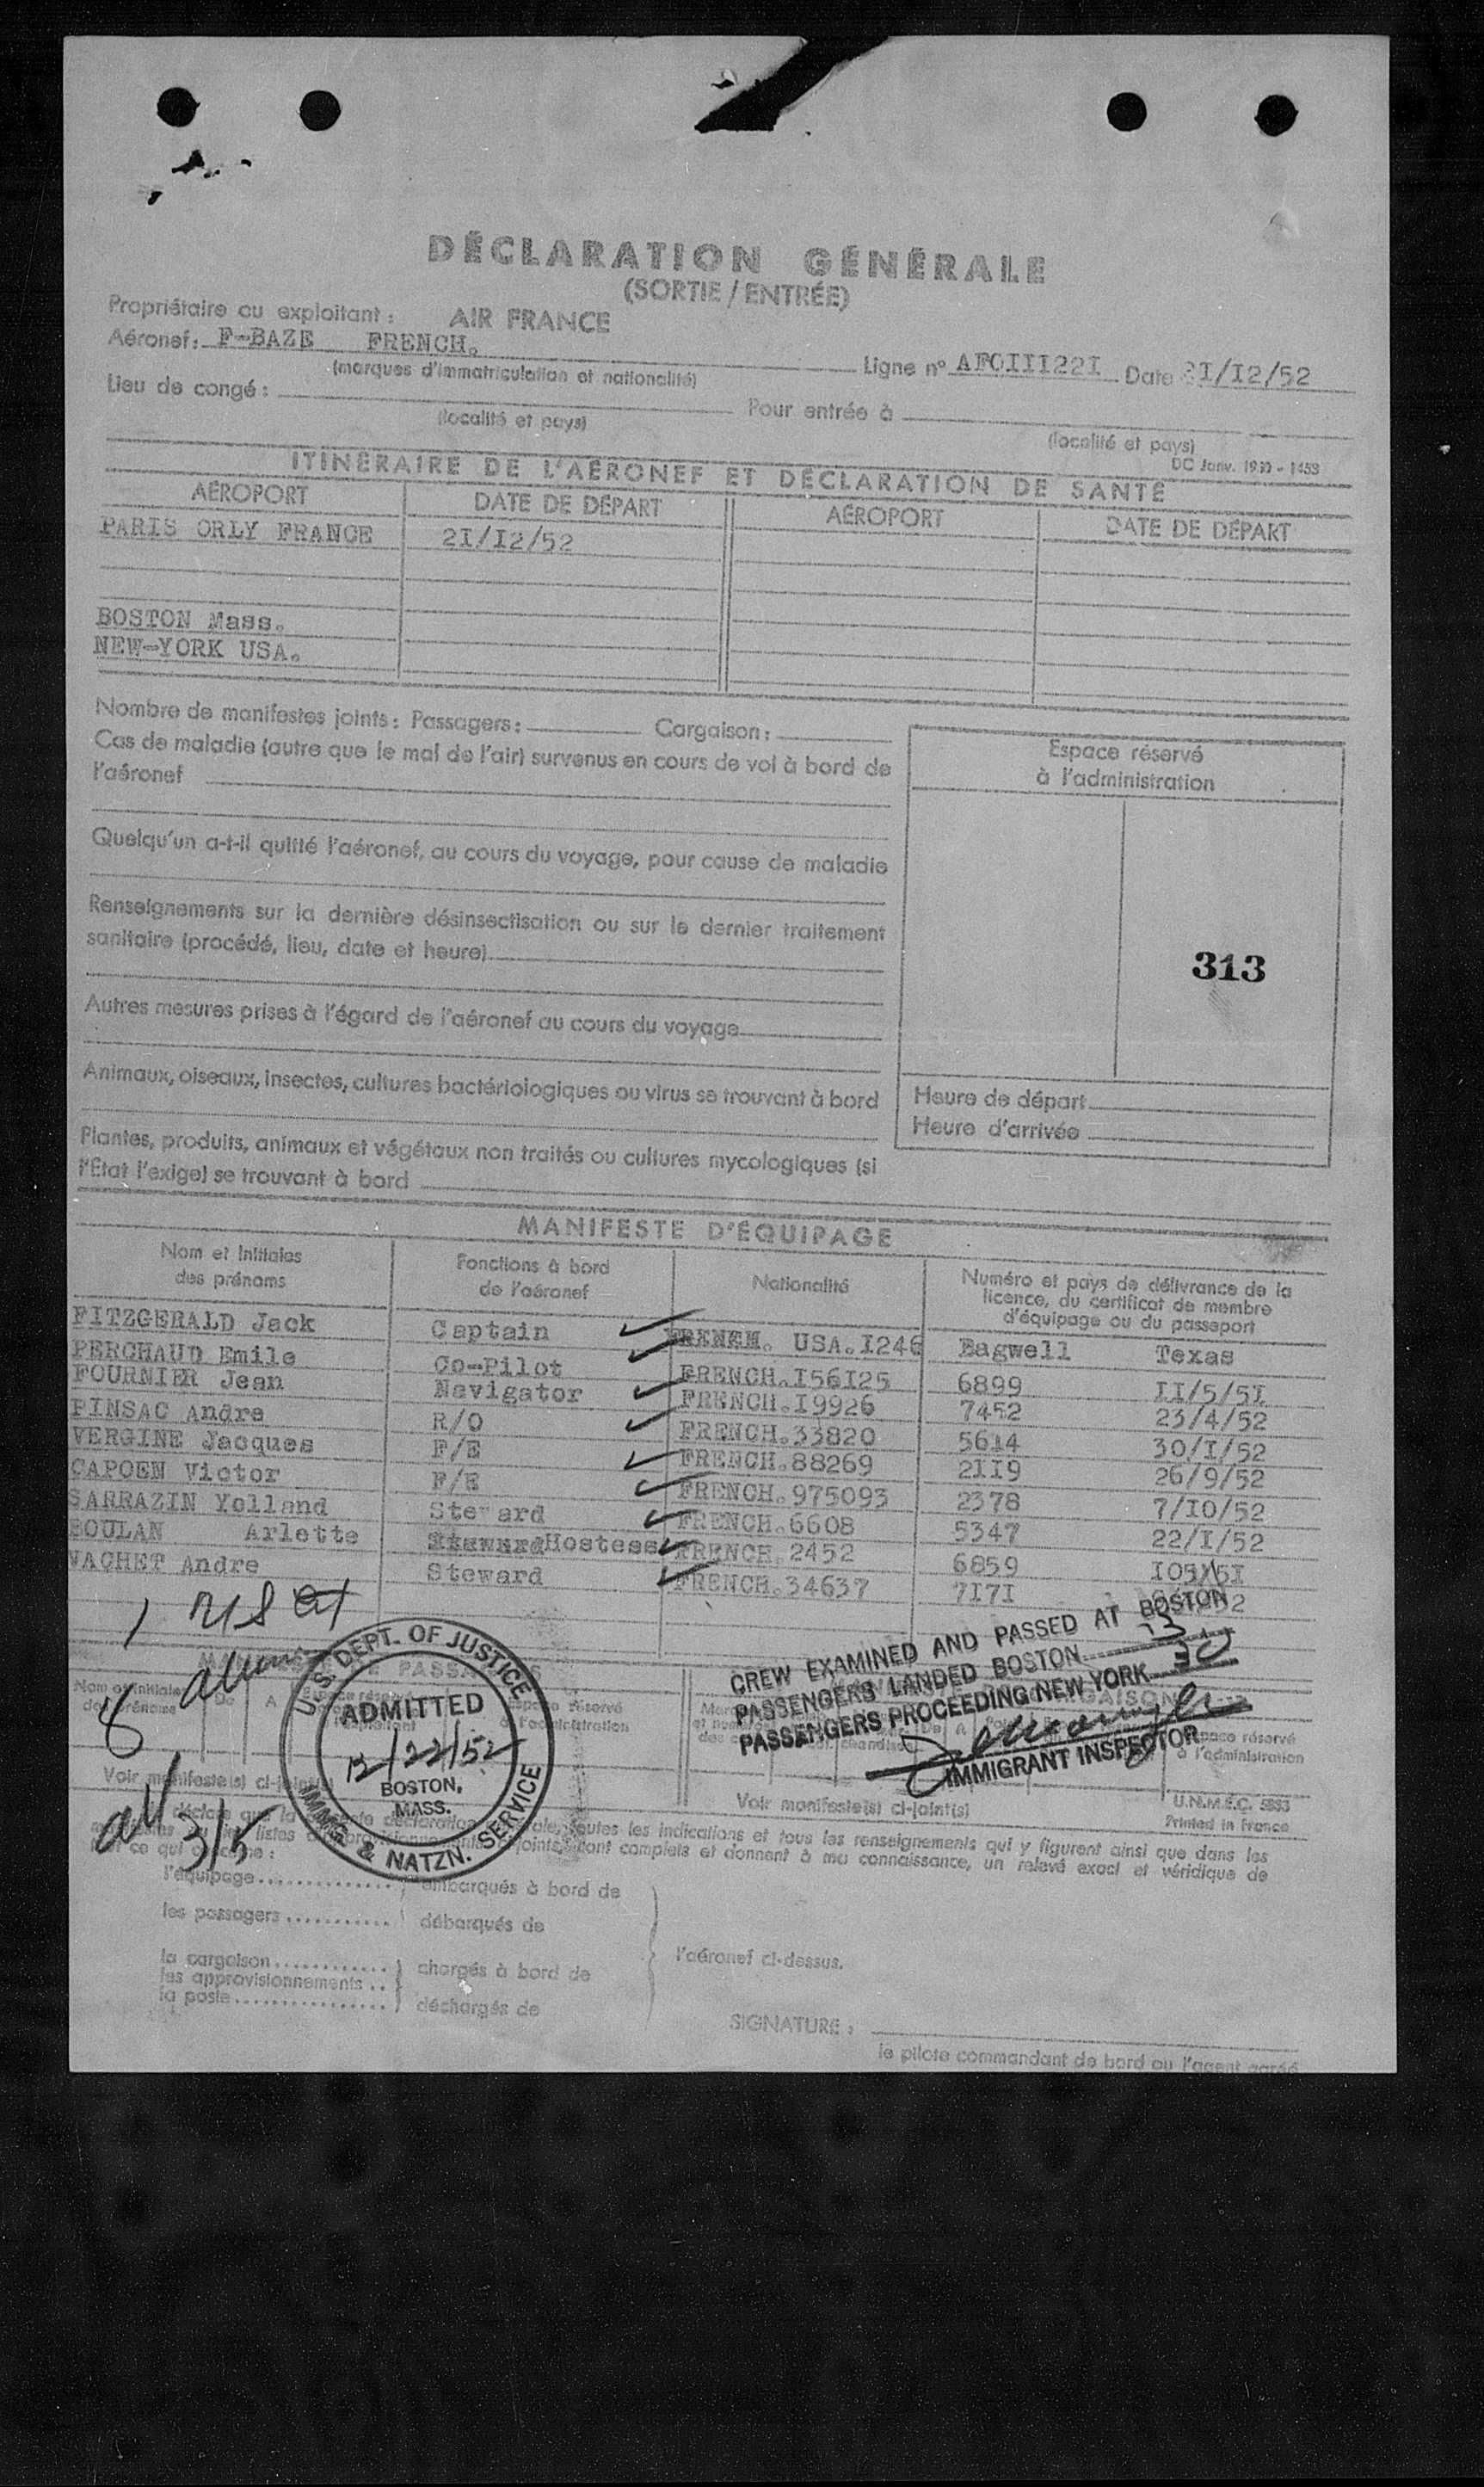 DÉCLARATION GÉNÉRALE
(SORTIE / ENTRÉE)
Propriétaire ou exploitant : AIR FRANCE
Aéronef : F-BAZE FRENCH.
(marques d'immatriculation et nationalité)
Ligne nº AFOIII22I Date 2I/I2/52
Lieu de congé :
(localité et pays)
Pour entrée à
(localité et pays)
ITINÉRAIRE DE L'AÉRONEF ET DÉCLARATION DE SANTÉ
AÉROPORT DATE DE DÉPART AÉROPORT DATE DE DÉPART
PARIS ORLY FRANCE 2I/I2/52
BOSTON Mass.
NEW-YORK USA.
Nombre de manifestes joints : Passagers : Cargaison :
Cas de maladie (autre que le mal de l'air) survenus en cours de vol à bord de
l'aéronef
Espace réservé
à l'administration
Quelqu'un a-t-il quitté l'aéronef, au cours du voyage, pour cause de maladie
Renseignements sur la dernière désinsectisation ou sur le dernier traitement
sanitaire (procédé, lieu, date et heure)
313
Autres mesures prises à l'égard de l'aéronef au cours du voyage
Animaux, oiseaux, insectes, cultures bactériologiques ou virus se trouvant à bord
Heure de départ
Heure d'arrivée
Plantes, produits, animaux et végétaux non traités ou cultures mycologiques (si
l'État l'exige) se trouvant à bord
MANIFESTE D'ÉQUIPAGE
Nom et initiales
des prénoms
Fonctions à bord
de l'aéronef
Nationalité
Numéro et pays de délivrance de la
licence, du certificat de membre
d'équipage ou du passeport
FITZGERALD Jack Captain USA.I246 Bagwell Texas
PERCHAUD Emile Co-Pilot FRENCH.I56I25 6899 II/5/5I
FOURNIER Jean Navigator FRENCH.I9926 7452 23/4/52
PINSAC Andre R/O FRENCH.33820 5614 30/I/52
VERGINE Jacques F/E FRENCH.88269 2II9 26/9/52
CAPOEN Victor F/E FRENCH.975093 2378 7/IO/52
SARRAZIN Yolland Steward FRENCH.6608 5347 22/I/52
BOULAN Arlette Hostess FRENCH.2452 6859
VACHET Andre Steward FRENCH.34637 7I7I
CREW EXAMINED AND PASSED AT BOSTON
PASSENGERS LANDED BOSTON 13
PASSENGERS PROCEEDING NEW YORK 30
IMMIGRANT INSPECTOR
U.S. DEPT. OF JUSTICE
ADMITTED
12/22/52
BOSTON,
MASS.
IMMG. & NATZN. SERVICE
1 US
8
all
3/5
à l'administration
Voir manifeste(s) ci-joint(s)
U.N.M.E.C. 5883
Printed in France
toutes les indications et tous les renseignements qui y figurent ainsi que dans les
sont complets et donnent à ma connaissance, un relevé exact et véridique de
l'équipage embarqués à bord de
les passagers débarqués de
la cargaison chargés à bord de
les approvisionnements
la poste déchargés de
l'aéronef ci-dessus.
SIGNATURE :
le pilote commandant de bord ou l'agent agréé